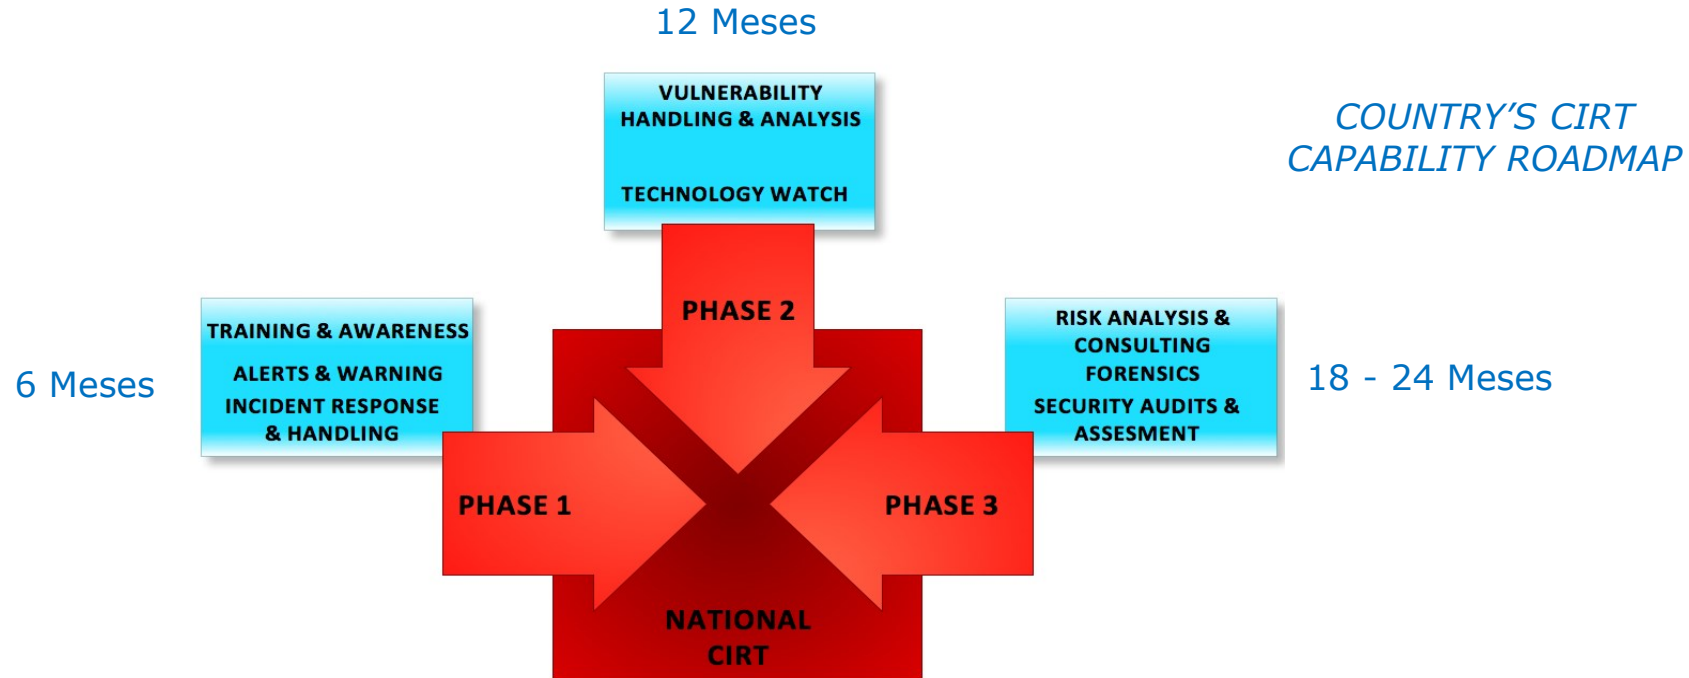 12 Meses
VULNERABILITY
HANDLING & ANALYSIS
TECHNOLOGY WATCH
COUNTRY’S CIRT
CAPABILITY ROADMAP
PHASE 2
TRAINING & AWARENESS
ALERTS & WARNING
INCIDENT RESPONSE
& HANDLING
6 Meses
RISK ANALYSIS &
CONSULTING
FORENSICS
SECURITY AUDITS &
ASSESMENT
18 - 24 Meses
PHASE 1
PHASE 3
NATIONAL
CIRT